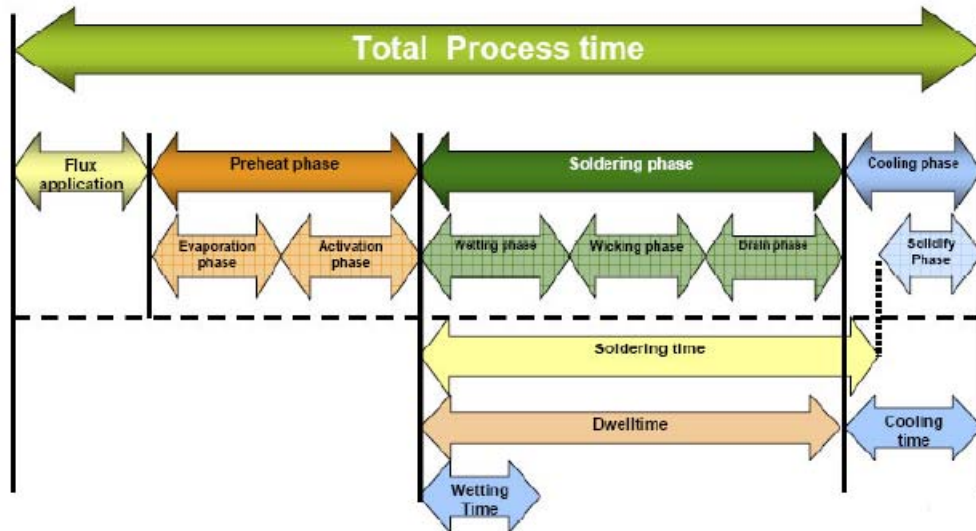 Total Process time
Flux
application
Preheat phase
Soldering phase
Cooling phase
Evaporation
phase
Activation
phase
Wetting phase
Wicking phase
Drain phase
Solidify
Phase
Soldering time
Dwelltime
Cooling
time
Wetting
Time